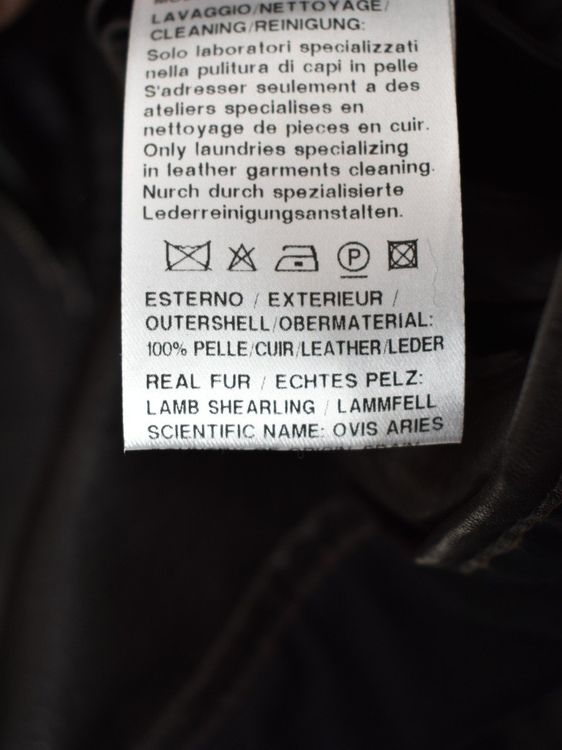 LAVAGGIO/NETTOYAGE/
CLEANING/REINIGUNG:
Solo laboratori specializzati
nella pulitura di capi in pelle
S'adresser seulement a des
ateliers specialises en
nettoyage de pieces en cuir.
Only laundries specializing
in leather garments cleaning.
Nurch durch spezialisierte
Lederreinigungsanstalten.
P
ESTERNO / EXTERIEUR /
OUTERSHELL/OBERMATERIAL:
100% PELLE/CUIR/LEATHER/LEDER
REAL FUR / ECHTES PELZ:
LAMB SHEARLING / LAMMFELL
SCIENTIFIC NAME: OVIS ARIES